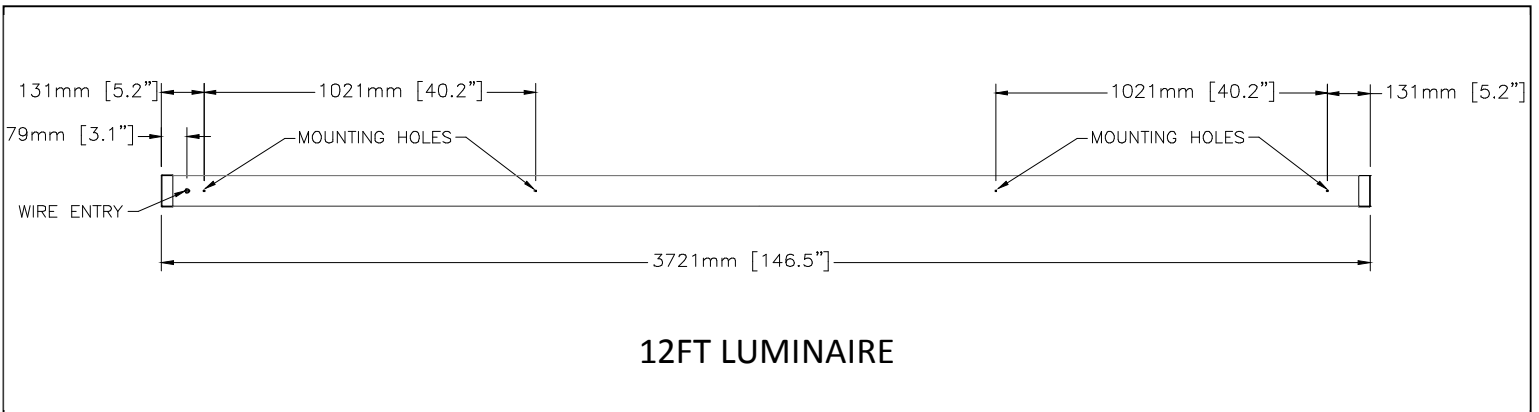 131mm [5.2”]
1021mm [40.2”]
1021mm [40.2”]
131mm [5.2”]
79mm [3.1”]
MOUNTING HOLES
MOUNTING HOLES
WIRE ENTRY
3721mm [146.5”]
12FT LUMINAIRE